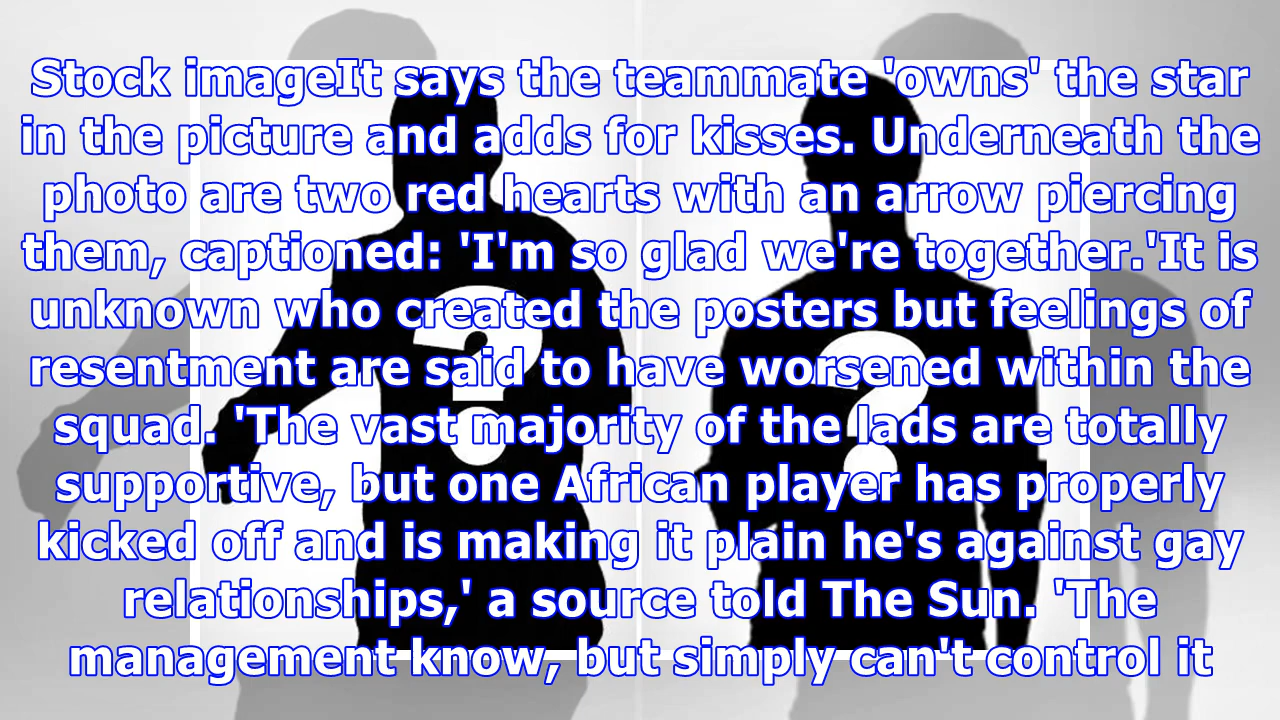 Stock imageIt says the teammate 'owns' the star
in the picture and adds for kisses. Underneath the
photo are two red hearts with an arrow piercing
them, captioned: 'I'm so glad we're together.'It is
unknown who created the posters but feelings of
resentment are said to have worsened within the
squad. 'The vast majority of the lads are totally
supportive, but one African player has properly
kicked off and is making it plain he's against gay
relationships,' a source told The Sun. 'The
management know, but simply can't control it
? ?